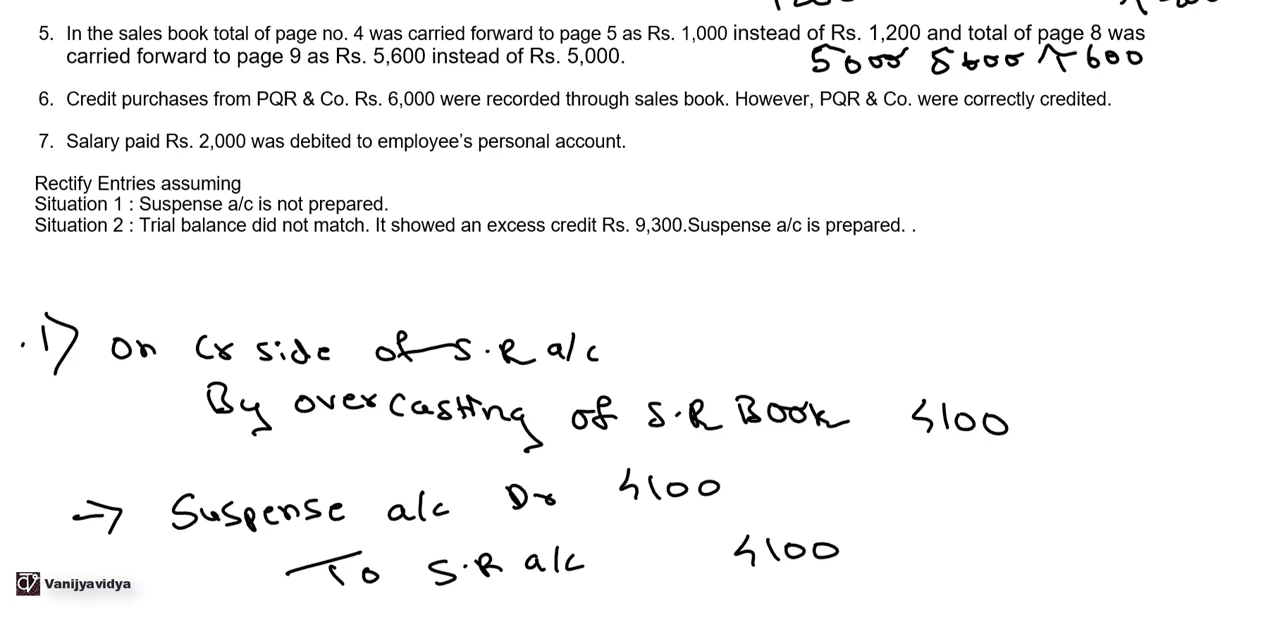 5. In the sales book total of page no. 4 was carried forward to page 5 as Rs. 1,000 instead of Rs. 1,200 and total of page 8 was
carried forward to page 9 as Rs. 5,600 instead of Rs. 5,000.
5000 5600 ↑ 600
6. Credit purchases from PQR & Co. Rs. 6,000 were recorded through sales book. However, PQR & Co. were correctly credited.
7. Salary paid Rs. 2,000 was debited to employee's personal account.
Rectify Entries assuming
Situation 1 : Suspense a/c is not prepared.
Situation 2 : Trial balance did not match. It showed an excess credit Rs. 9,300.Suspense a/c is prepared. .
.1) On Cr side of S.R a/c
By overcasting of S.R Book 4100
→ Suspense a/c Dr 4100
To S.R a/c 4100
Vanijyavidya